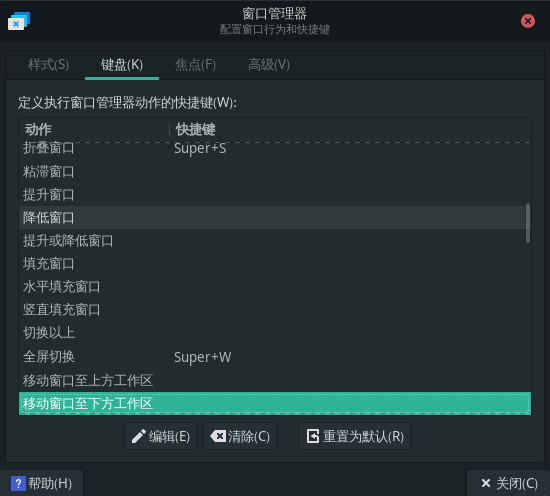 窗口管理器
配置窗口行为和快捷键
样式(S) 键盘(K) 焦点(F) 高级(V)
定义执行窗口管理器动作的快捷键(W):
动作 快捷键
折叠窗口 Super+S
粘滞窗口
提升窗口
降低窗口
提升或降低窗口
填充窗口
水平填充窗口
竖直填充窗口
切换以上
全屏切换 Super+W
移动窗口至上方工作区
移动窗口至下方工作区
编辑(E) 清除(C) 重置为默认(R)
?帮助(H) 关闭(C)